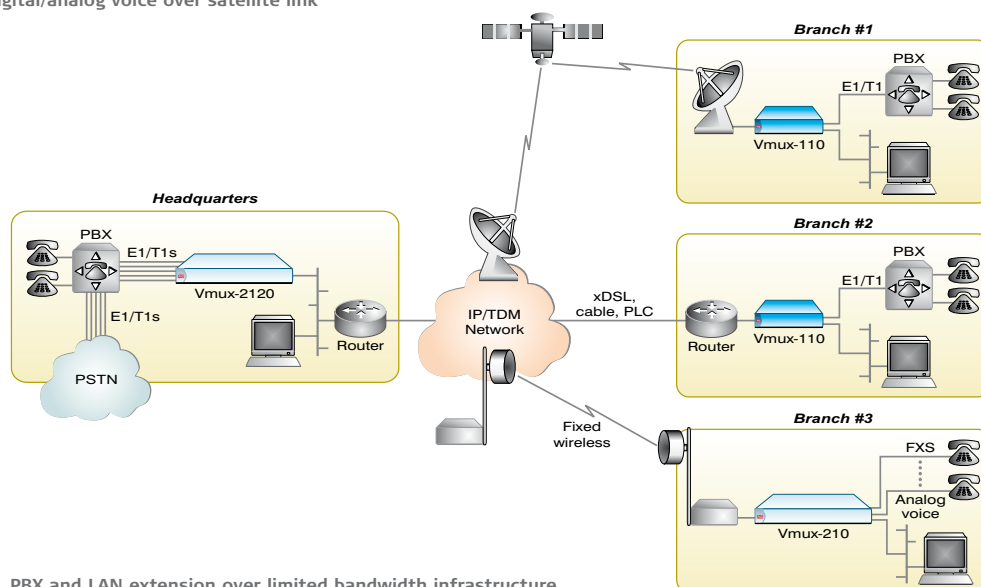 digital/analog voice over satellite link
Branch #1
PBX
E1/T1
Vmux-110
Headquarters
PBX
E1/T1s
Vmux-2120
E1/T1s
Router
PSTN
IP/TDM
Network
xDSL,
cable, PLC
Branch #2
PBX
E1/T1
Router
Vmux-110
Fixed
wireless
Branch #3
FXS
Analog
voice
Vmux-210
PBX and LAN extension over limited bandwidth infrastructure